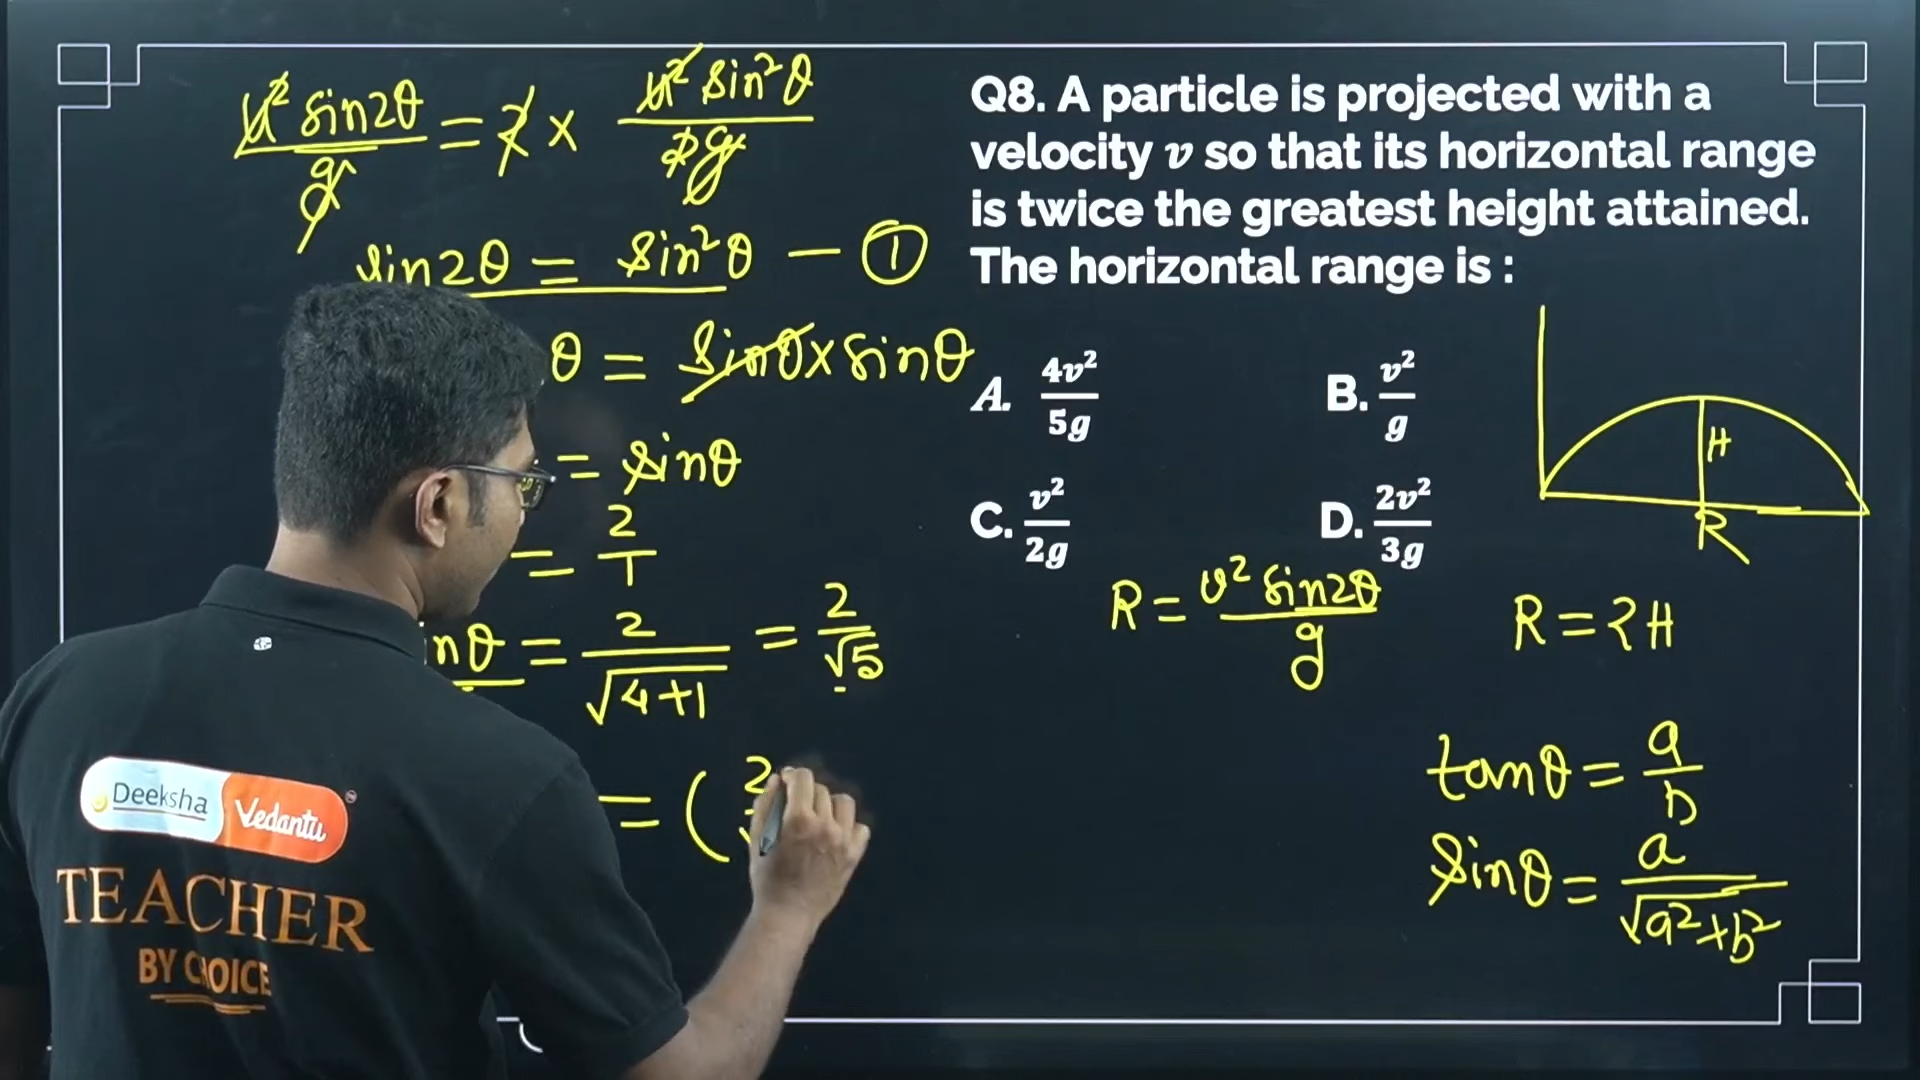 u² sin2θ / g = 2 × u² sin²θ / 2g
sin2θ = sin²θ — ①
θ = sinθ × sinθ
= sinθ
= 2/1
nθ = 2/√4+1 = 2/√5
= ( 2
Q8. A particle is projected with a
velocity v so that its horizontal range
is twice the greatest height attained.
The horizontal range is :
A. 4v²/5g B. v²/g
C. v²/2g D. 2v²/3g
H
R
R = v² sin2θ / g
R = 2H
tanθ = a/b
sinθ = a/√a²+b²
Deeksha Vedantu
TEACHER
BY CHOICE